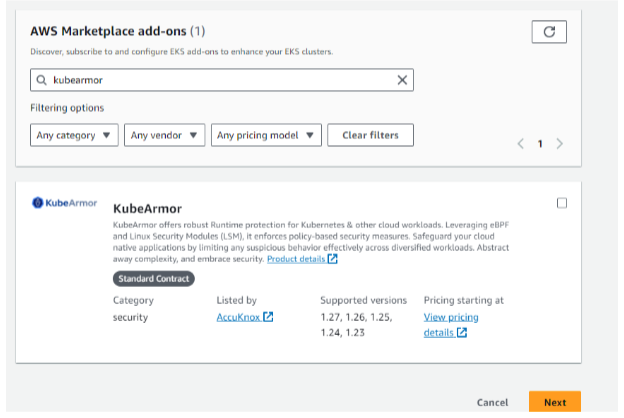 AWS Marketplace add-ons (1)
Discover, subscribe to and configure EKS add-ons to enhance your EKS clusters.
kubearmor
Filtering options
Any category Any vendor Any pricing model Clear filters
1
KubeArmor
KubeArmor
KubeArmor offers robust Runtime protection for Kubernetes & other cloud workloads. Leveraging eBPF
and Linux Security Modules (LSM), it enforces policy-based security measures. Safeguard your cloud
native applications by limiting any suspicious behavior effectively across diversified workloads. Abstract
away complexity, and embrace security. Product details
Standard Contract
Category Listed by Supported versions Pricing starting at
security AccuKnox 1.27, 1.26, 1.25, View pricing
1.24, 1.23 details
Cancel Next